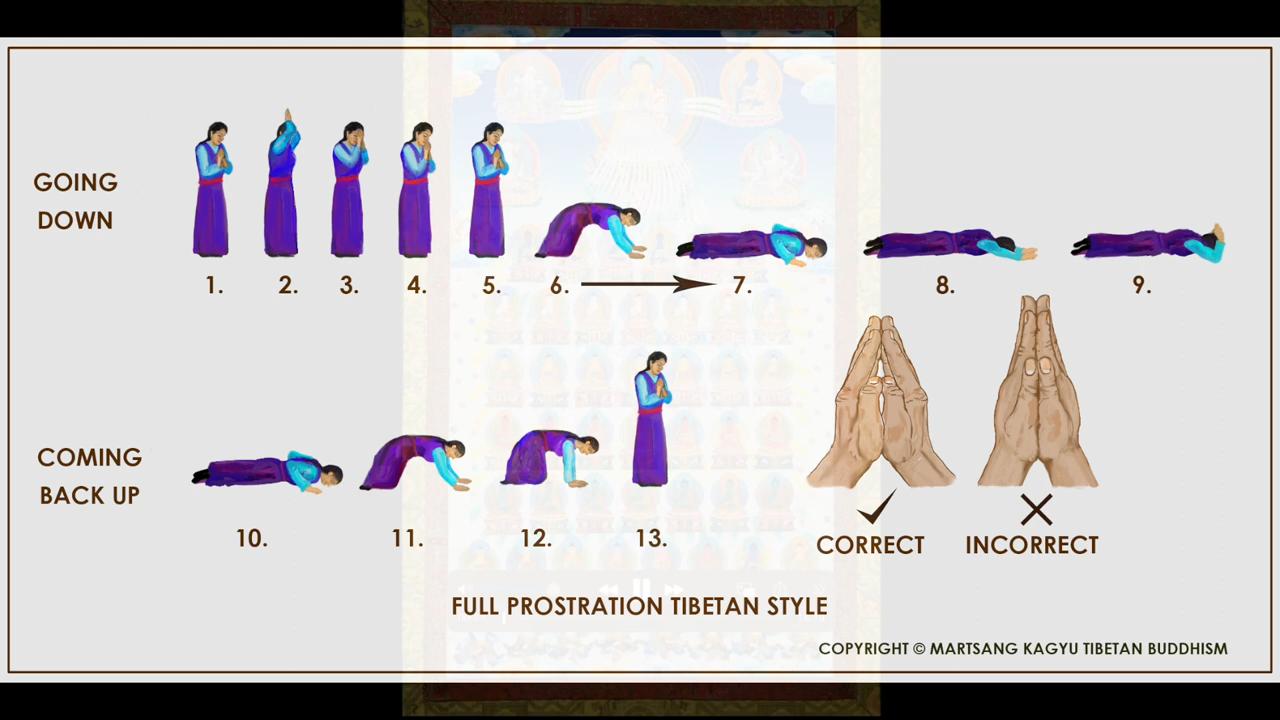 GOING
DOWN
1. 2. 3. 4. 5. 6. 7. 8. 9.
COMING
BACK UP
10. 11. 12. 13.
CORRECT INCORRECT
FULL PROSTRATION TIBETAN STYLE
COPYRIGHT © MARTSANG KAGYU TIBETAN BUDDHISM